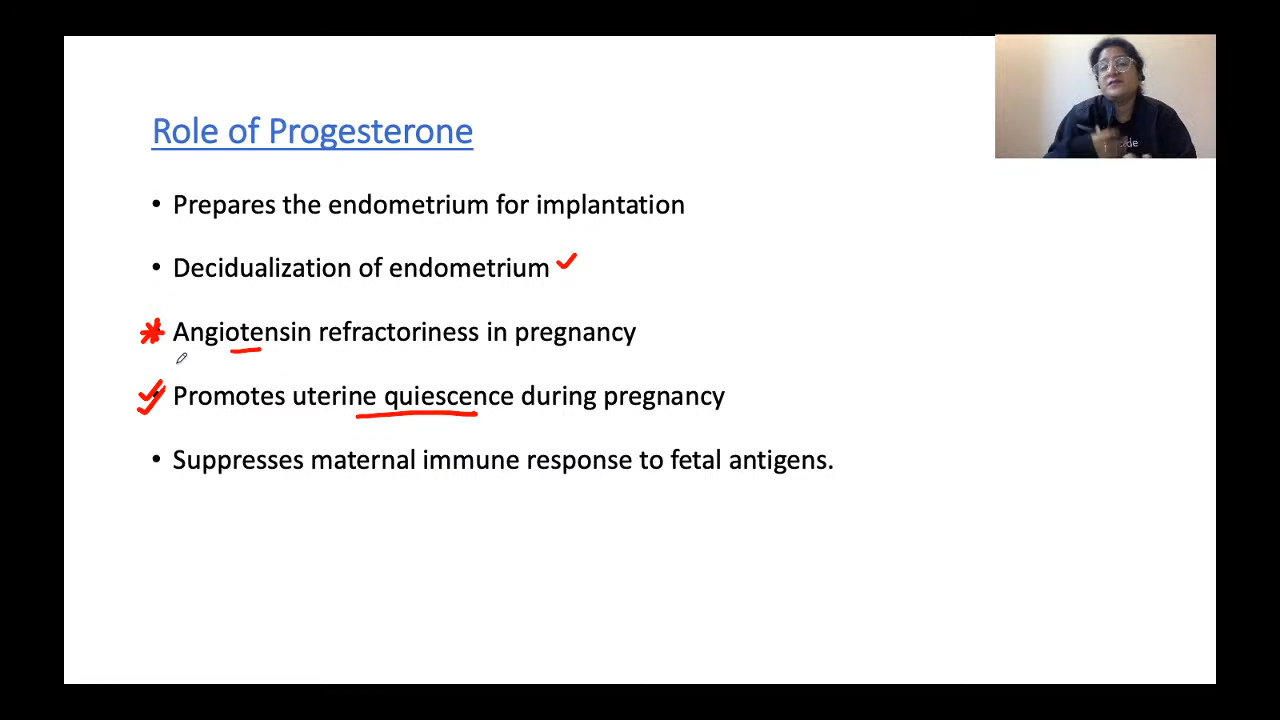 Role of Progesterone
• Prepares the endometrium for implantation
• Decidualization of endometrium
Angiotensin refractoriness in pregnancy
Promotes uterine quiescence during pregnancy
• Suppresses maternal immune response to fetal antigens.